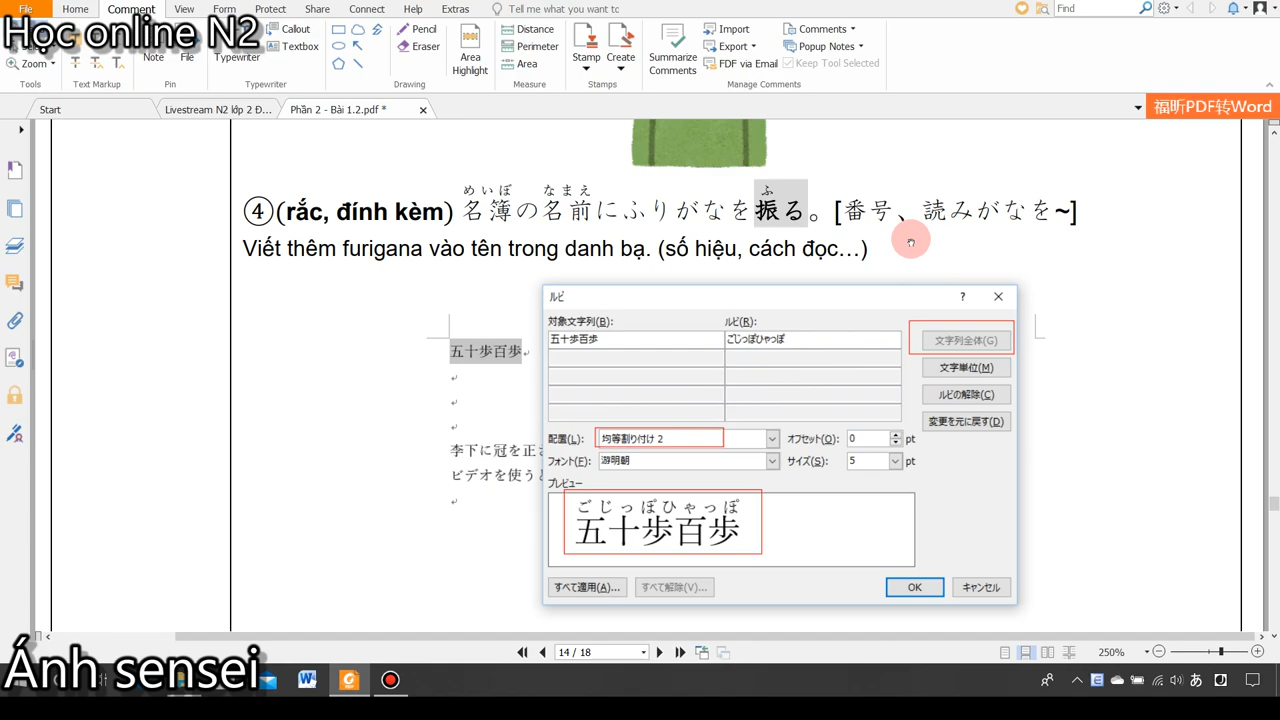 File Home Comment View Form Protect Share Connect Help Extras Tell me what you want to do Find
Học online N2
Callout Pencil Distance Import Comments
Textbox Eraser Perimeter Export Popup Notes
Zoom Note File Typewriter Area Highlight Area Stamp Create Summarize Comments FDF via Email Keep Tool Selected
Tools Text Markup Typewriter Drawing Measure Stamps Manage Comments
Start Livestream N2 lớp 2 Đ... Phần 2 - Bài 1.2.pdf * 福昕PDF转Word
めいぼ なまえ ふ
④(rắc, đính kèm) 名簿の名前にふりがなを振る。[番号、読みがなを~]
Viết thêm furigana vào tên trong danh bạ. (số hiệu, cách đọc…)
ルビ ?
対象文字列(B): ルビ(R):
五十歩百歩 ごじっぽひゃっぽ 文字列全体(G)
五十歩百歩
文字単位(M)
ルビの解除(C)
変更を元に戻す(D)
配置(L): 均等割り付け 2 オフセット(O): 0 pt
李下に冠を正
フォント(F): 游明朝 サイズ(S): 5 pt
ビデオを使うと
プレビュー
ごじっぽひゃっぽ
五十歩百歩
すべて適用(A)... すべて解除(V)... OK キャンセル
14 / 18 250%
Ánh sensei
あ